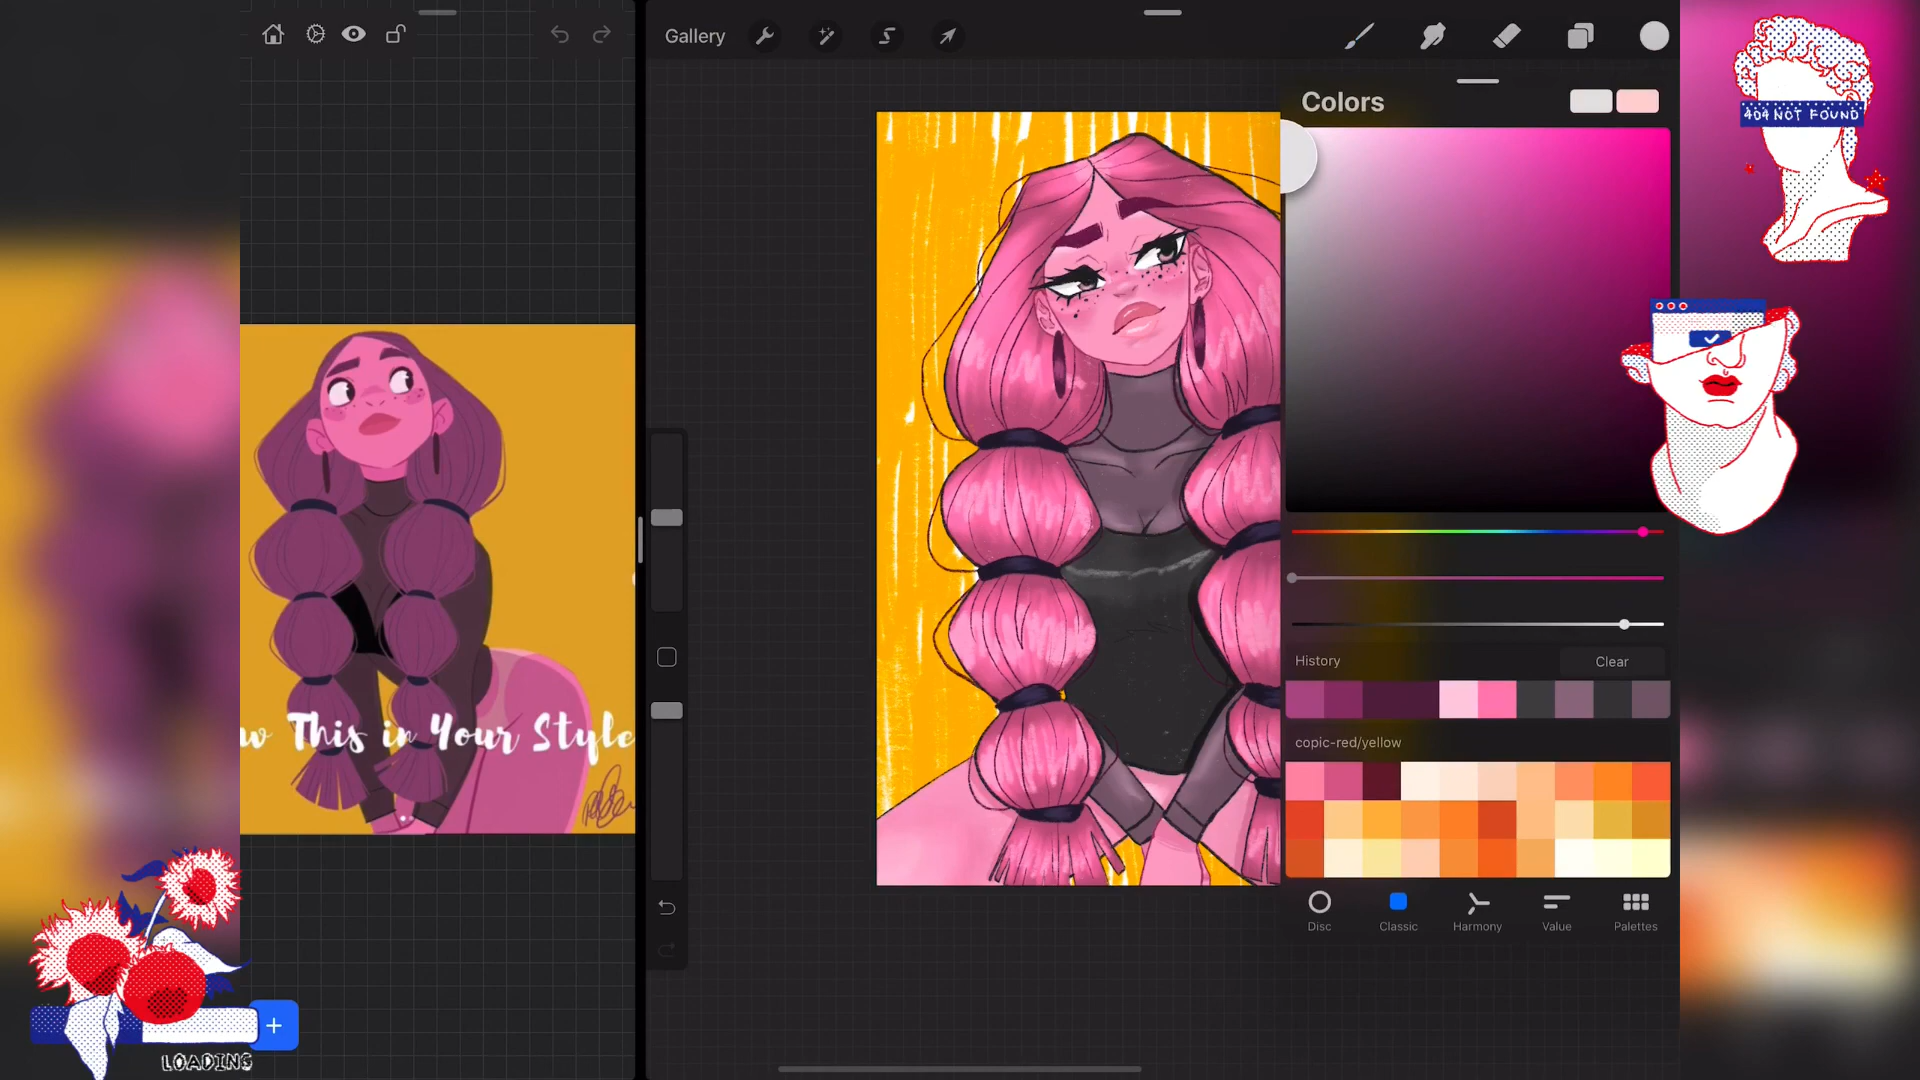 Gallery
Colors
404 NOT FOUND
History
Clear
w This in Your Style
copic-red/yellow
Disc
Classic
Harmony
Value
Palettes
LOADING